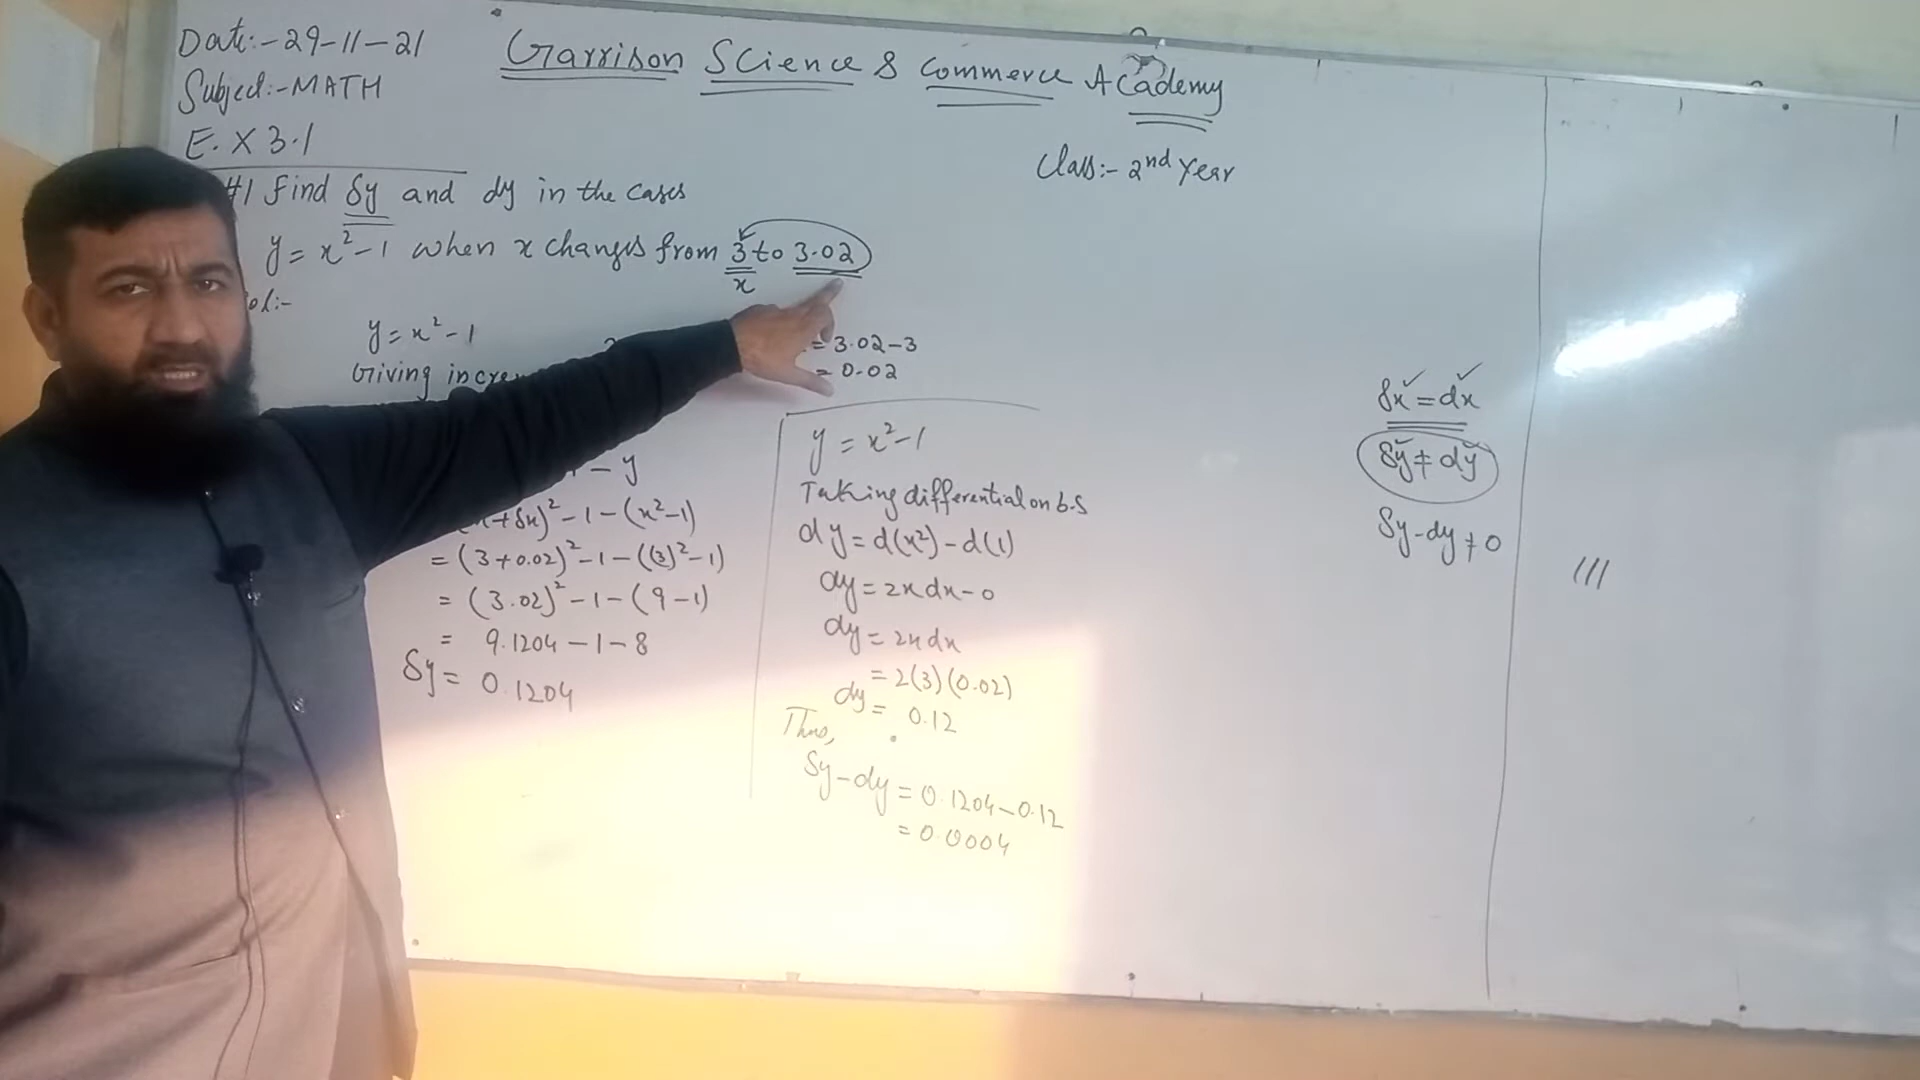 Date:-29-11-21
Subject:-MATH
Garrison Science & Commerce Academy
E.X 3.1
Class:- 2nd Year
#1 Find δy and dy in the cases
y = x²-1 when x changes from 3 to 3.02
x
y = x²-1
= 3.02-3
Giving
= 0.02
- y
+δx)²-1-(x²-1)
= (3+0.02)²-1-((3)²-1)
= (3.02)²-1-(9-1)
= 9.1204-1-8
δy = 0.1204
y = x²-1
Taking differential on b.s
dy = d(x²)-d(1)
dy = 2x dx-0
dy = 2x dx
= 2(3)(0.02)
dy = 0.12
Thus,
δy-dy = 0.1204-0.12
= 0.0004
δx = dx
δy ≠ dy
δy-dy ≠ 0